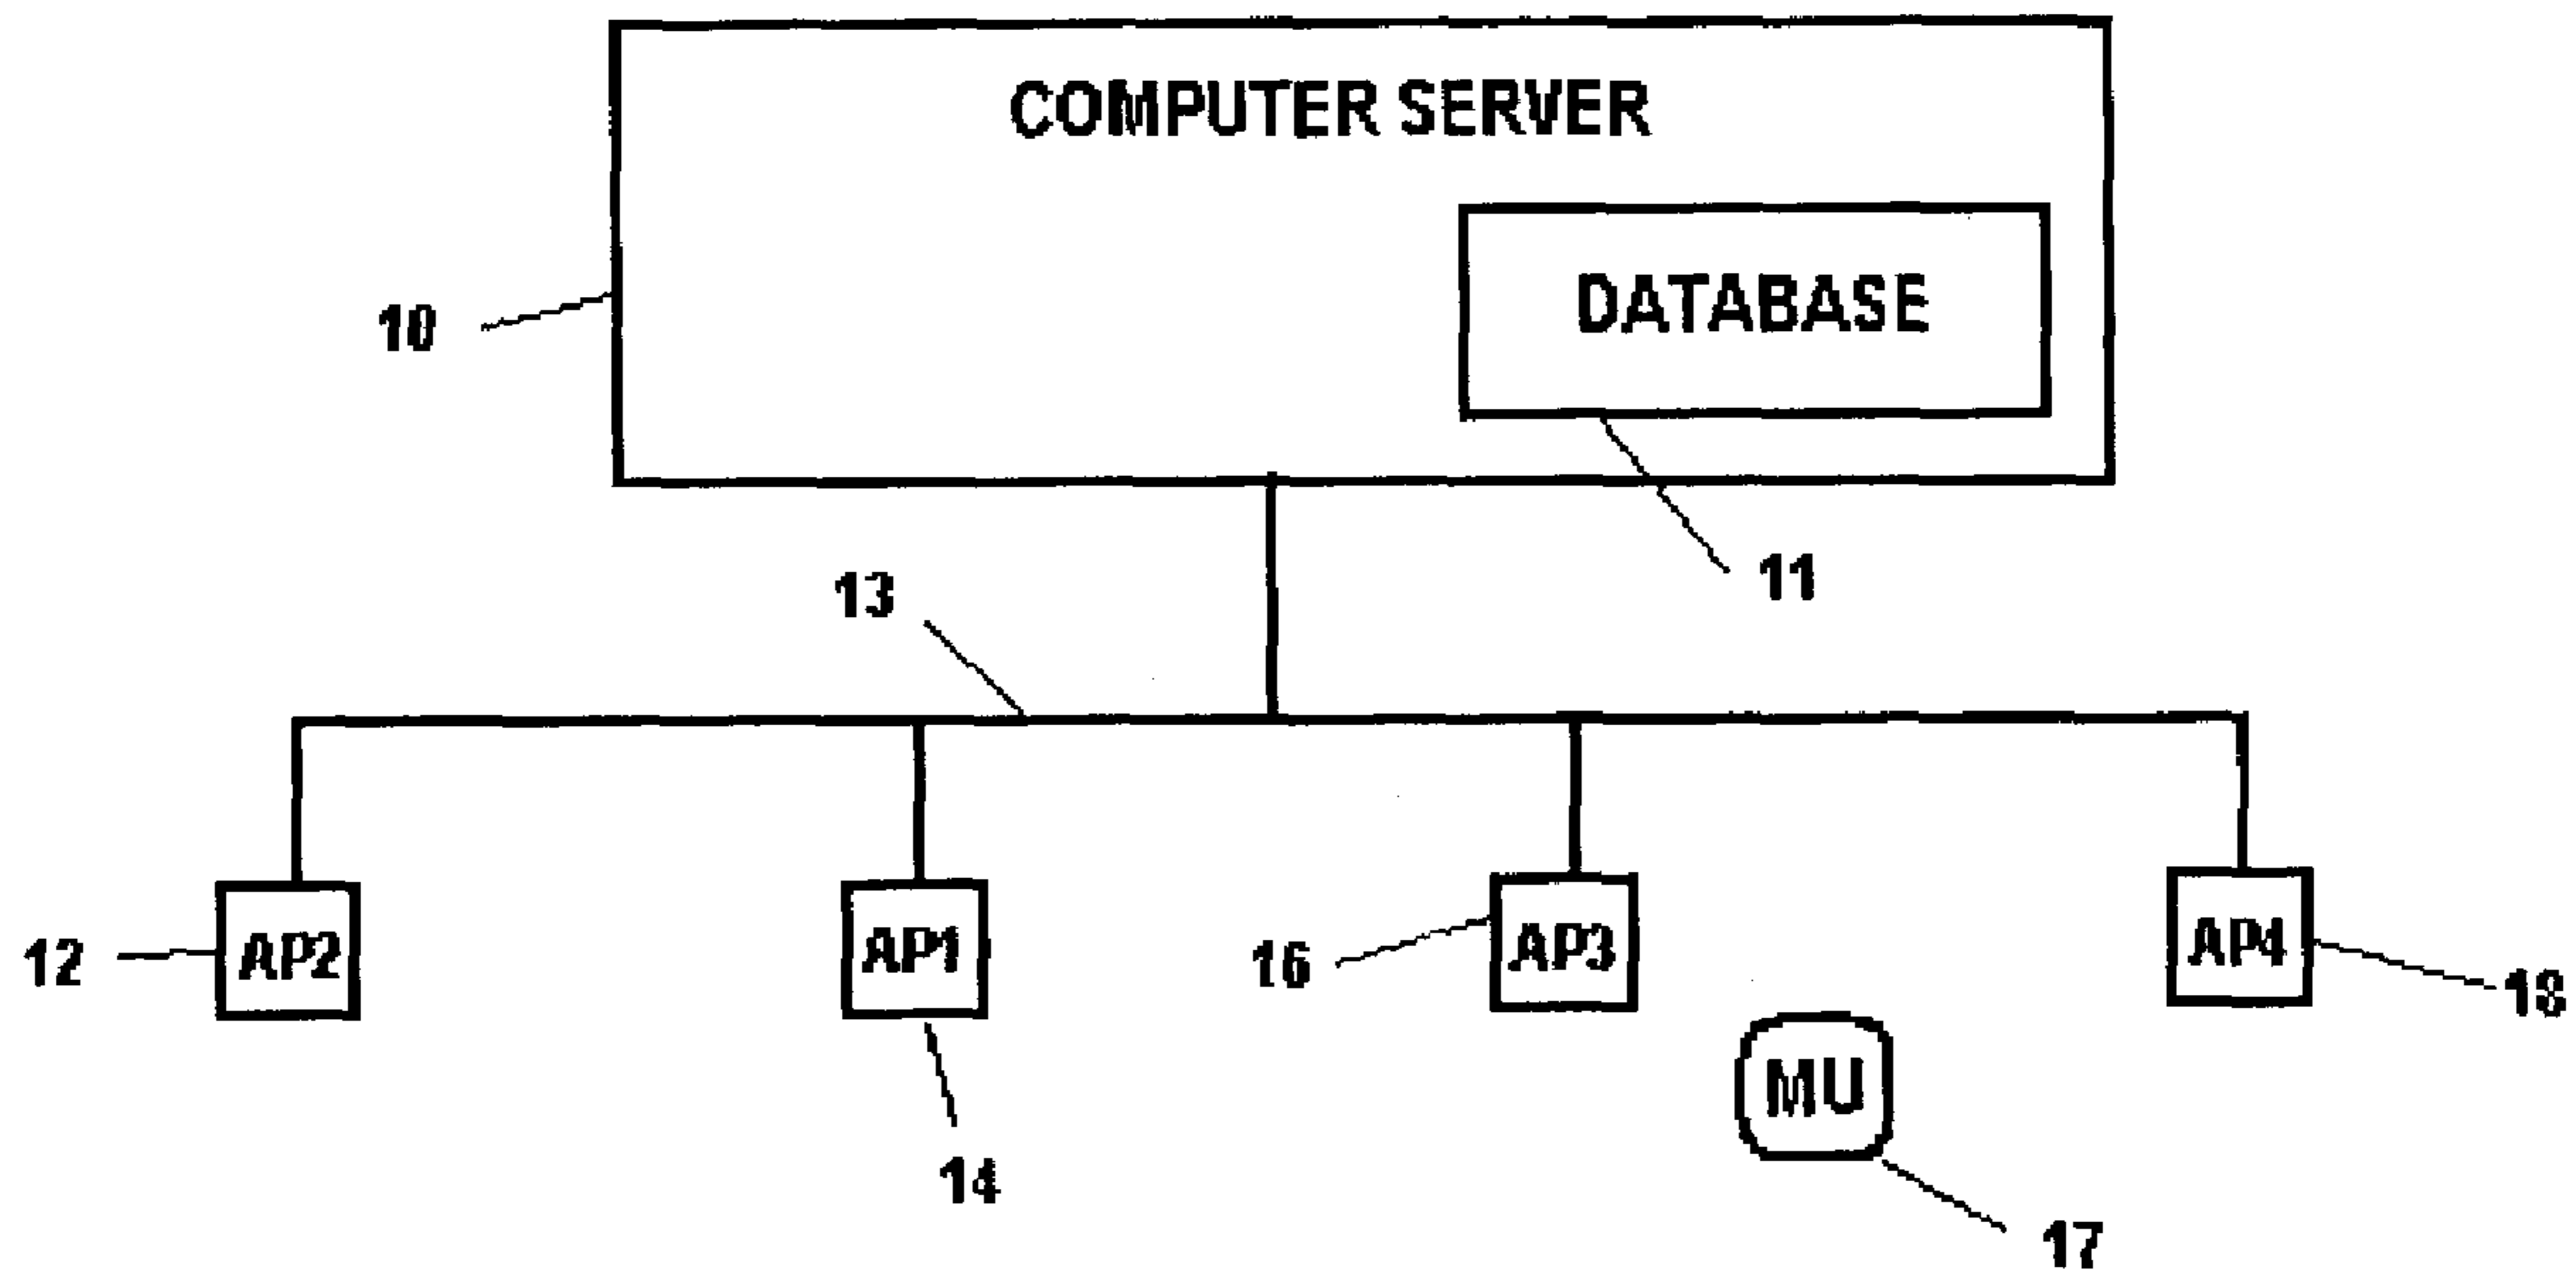 COMPUTER SERVER
DATABASE
10
11
13
AP2
AP1
AP3
AP4
12
16
18
MU
14
17